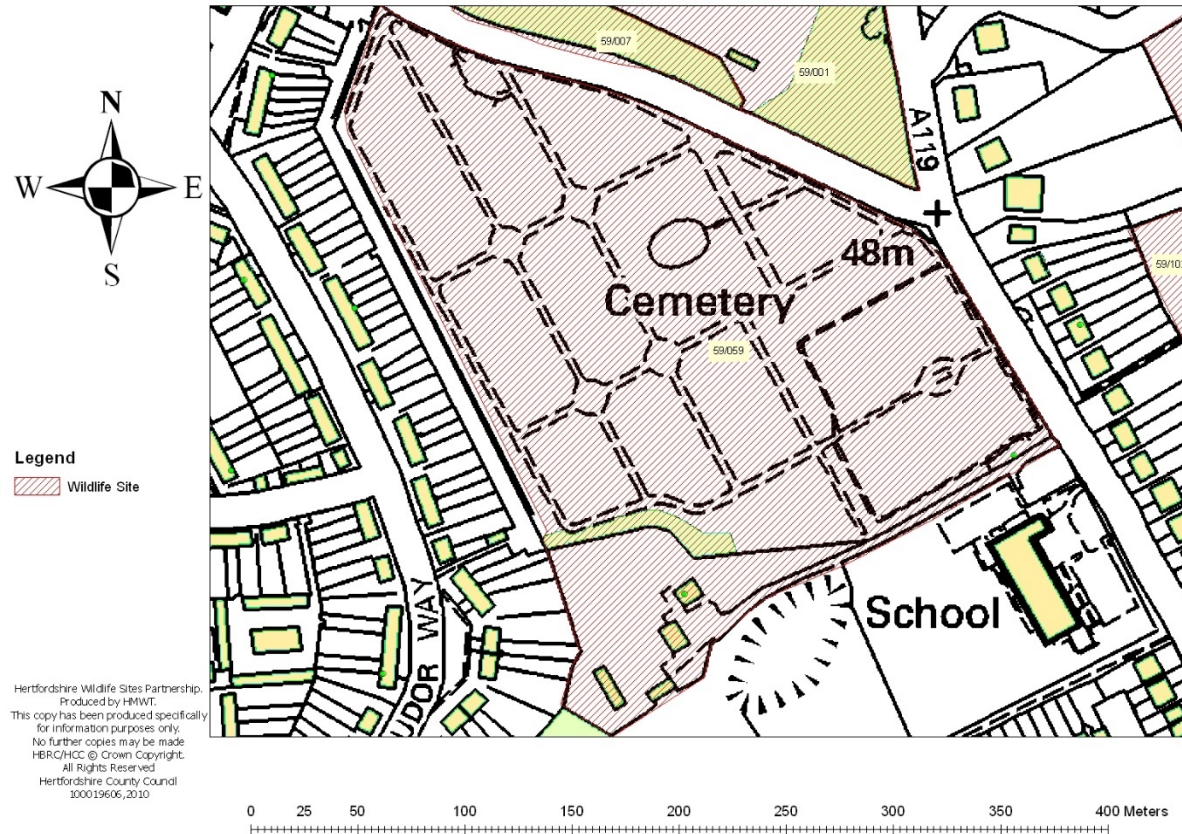 59/007
59/001
A119
N
W
E
S
48m
59/10
Cemetery
59/059
Legend
Wildlife Site
School
UDOR WAY
Hertfordshire Wildlife Sites Partnership.
Produced by HMWT.
This copy has been produced specifically
for information purposes only.
No further copies may be made
HBRC/HCC © Crown Copyright.
All Rights Reserved
Hertfordshire County Council
100019606,2010
0 25 50 100 150 200 250 300 350 400 Meters